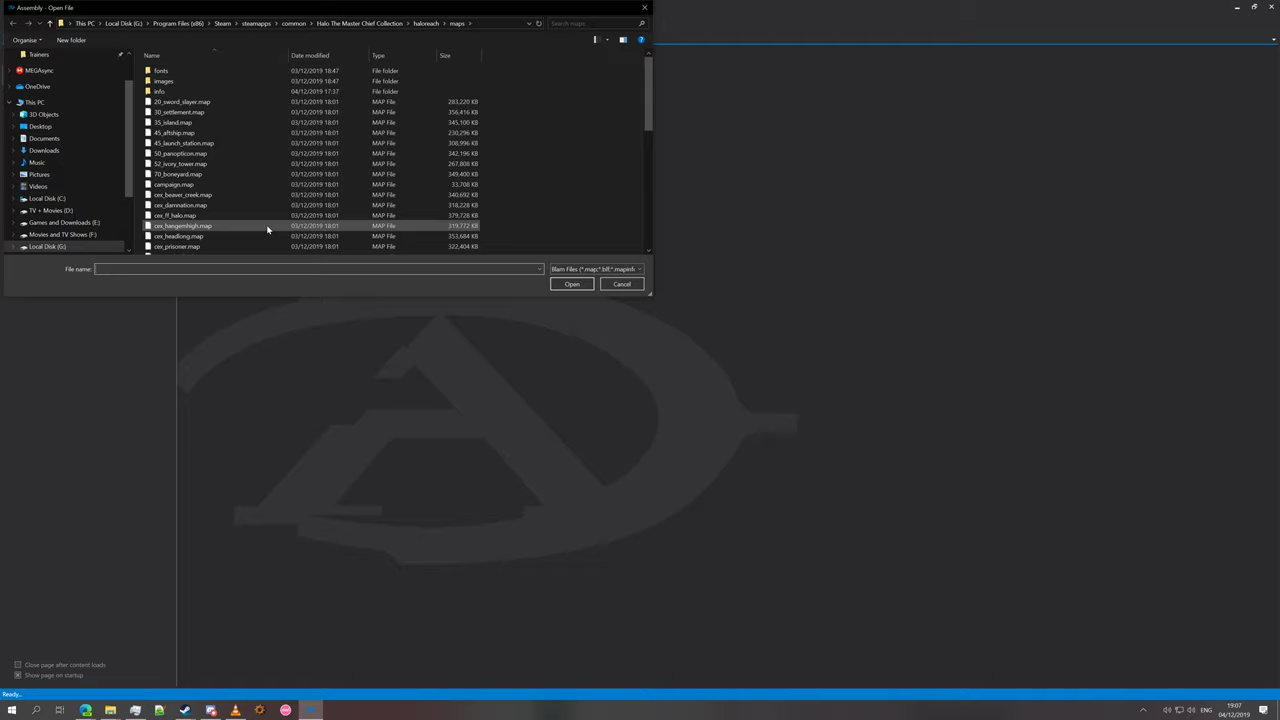 Assembly - Open File
This PC > Local Disk (G:) > Program Files (x86) > Steam > steamapps > common > Halo The Master Chief Collection > haloreach > maps >
Search maps
Organise
New folder
Trainers
MEGAsync
OneDrive
This PC
3D Objects
Desktop
Documents
Downloads
Music
Pictures
Videos
Local Disk (C:)
TV + Movies (D:)
Games and Downloads (E:)
Movies and TV Shows (F:)
Local Disk (G:)
Name Date modified Type Size
fonts 03/12/2019 18:47 File folder
images 03/12/2019 18:47 File folder
info 04/12/2019 17:37 File folder
20_sword_slayer.map 03/12/2019 18:01 MAP File 283,220 KB
30_settlement.map 03/12/2019 18:01 MAP File 356,416 KB
35_island.map 03/12/2019 18:01 MAP File 345,100 KB
45_aftship.map 03/12/2019 18:01 MAP File 230,296 KB
45_launch_station.map 03/12/2019 18:01 MAP File 308,996 KB
50_panopticon.map 03/12/2019 18:01 MAP File 342,196 KB
52_ivory_tower.map 03/12/2019 18:01 MAP File 267,808 KB
70_boneyard.map 03/12/2019 18:01 MAP File 349,400 KB
campaign.map 03/12/2019 18:01 MAP File 33,708 KB
cex_beaver_creek.map 03/12/2019 18:01 MAP File 340,692 KB
cex_damnation.map 03/12/2019 18:01 MAP File 318,228 KB
cex_ff_halo.map 03/12/2019 18:01 MAP File 379,728 KB
cex_hangemhigh.map 03/12/2019 18:01 MAP File 319,772 KB
cex_headlong.map 03/12/2019 18:01 MAP File 353,684 KB
cex_prisoner.map 03/12/2019 18:01 MAP File 322,404 KB
File name:
Blam Files (*.map;*.blf;*.mapinfo
Open
Cancel
Close page after content loads
Show page on startup
Ready...
ENG
19:07
04/12/2019